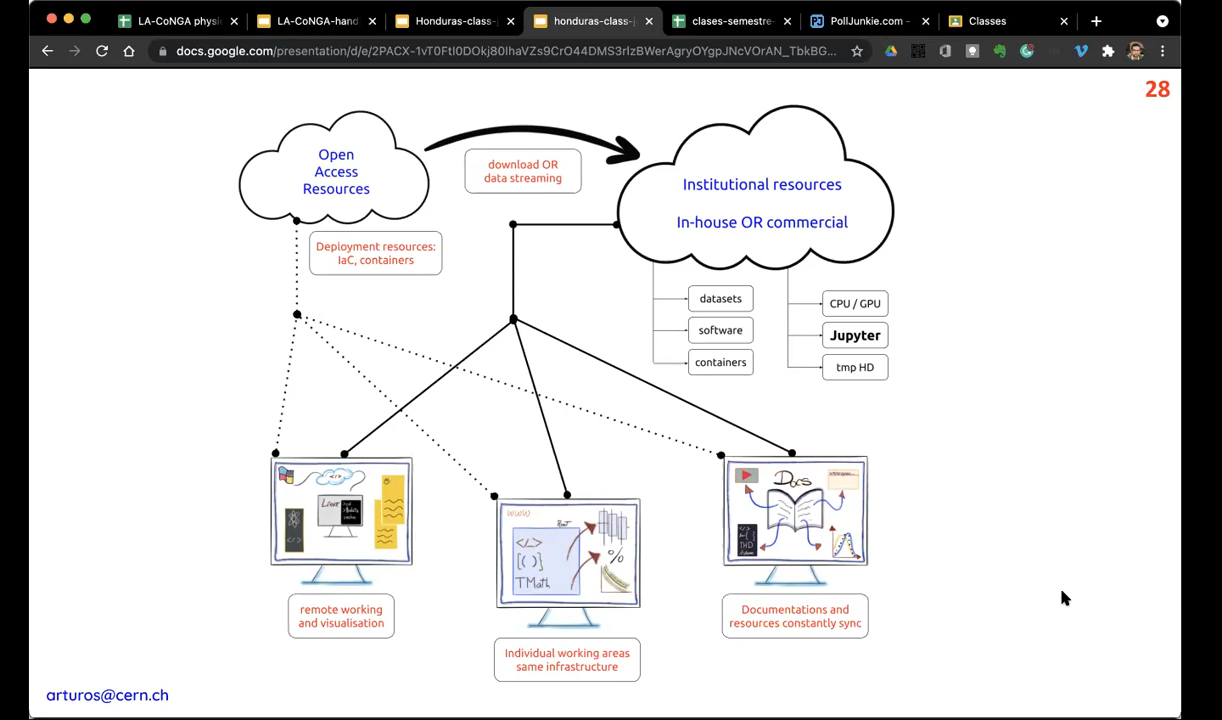 LA-CoNGA physi
LA-CoNGA-hand
Honduras-class-j
honduras-class-j
clases-semestre-
PollJunkie.com -
Classes
docs.google.com/presentation/d/e/2PACX-1vT0FtI0DOkj80IhaVZs9CrO44DMS3rIzBWerAgryOYgpJNcVOrAN_TbkBG...
28
Open
Access
Resources
download OR
data streaming
Institutional resources
In-house OR commercial
Deployment resources:
IaC, containers
datasets
software
containers
CPU / GPU
Jupyter
tmp HD
</>
Linux
</>
www
Root
</>
[()]
TMath
%
Docs
remote working
and visualisation
Individual working areas
same infrastructure
Documentations and
resources constantly sync
arturos@cern.ch